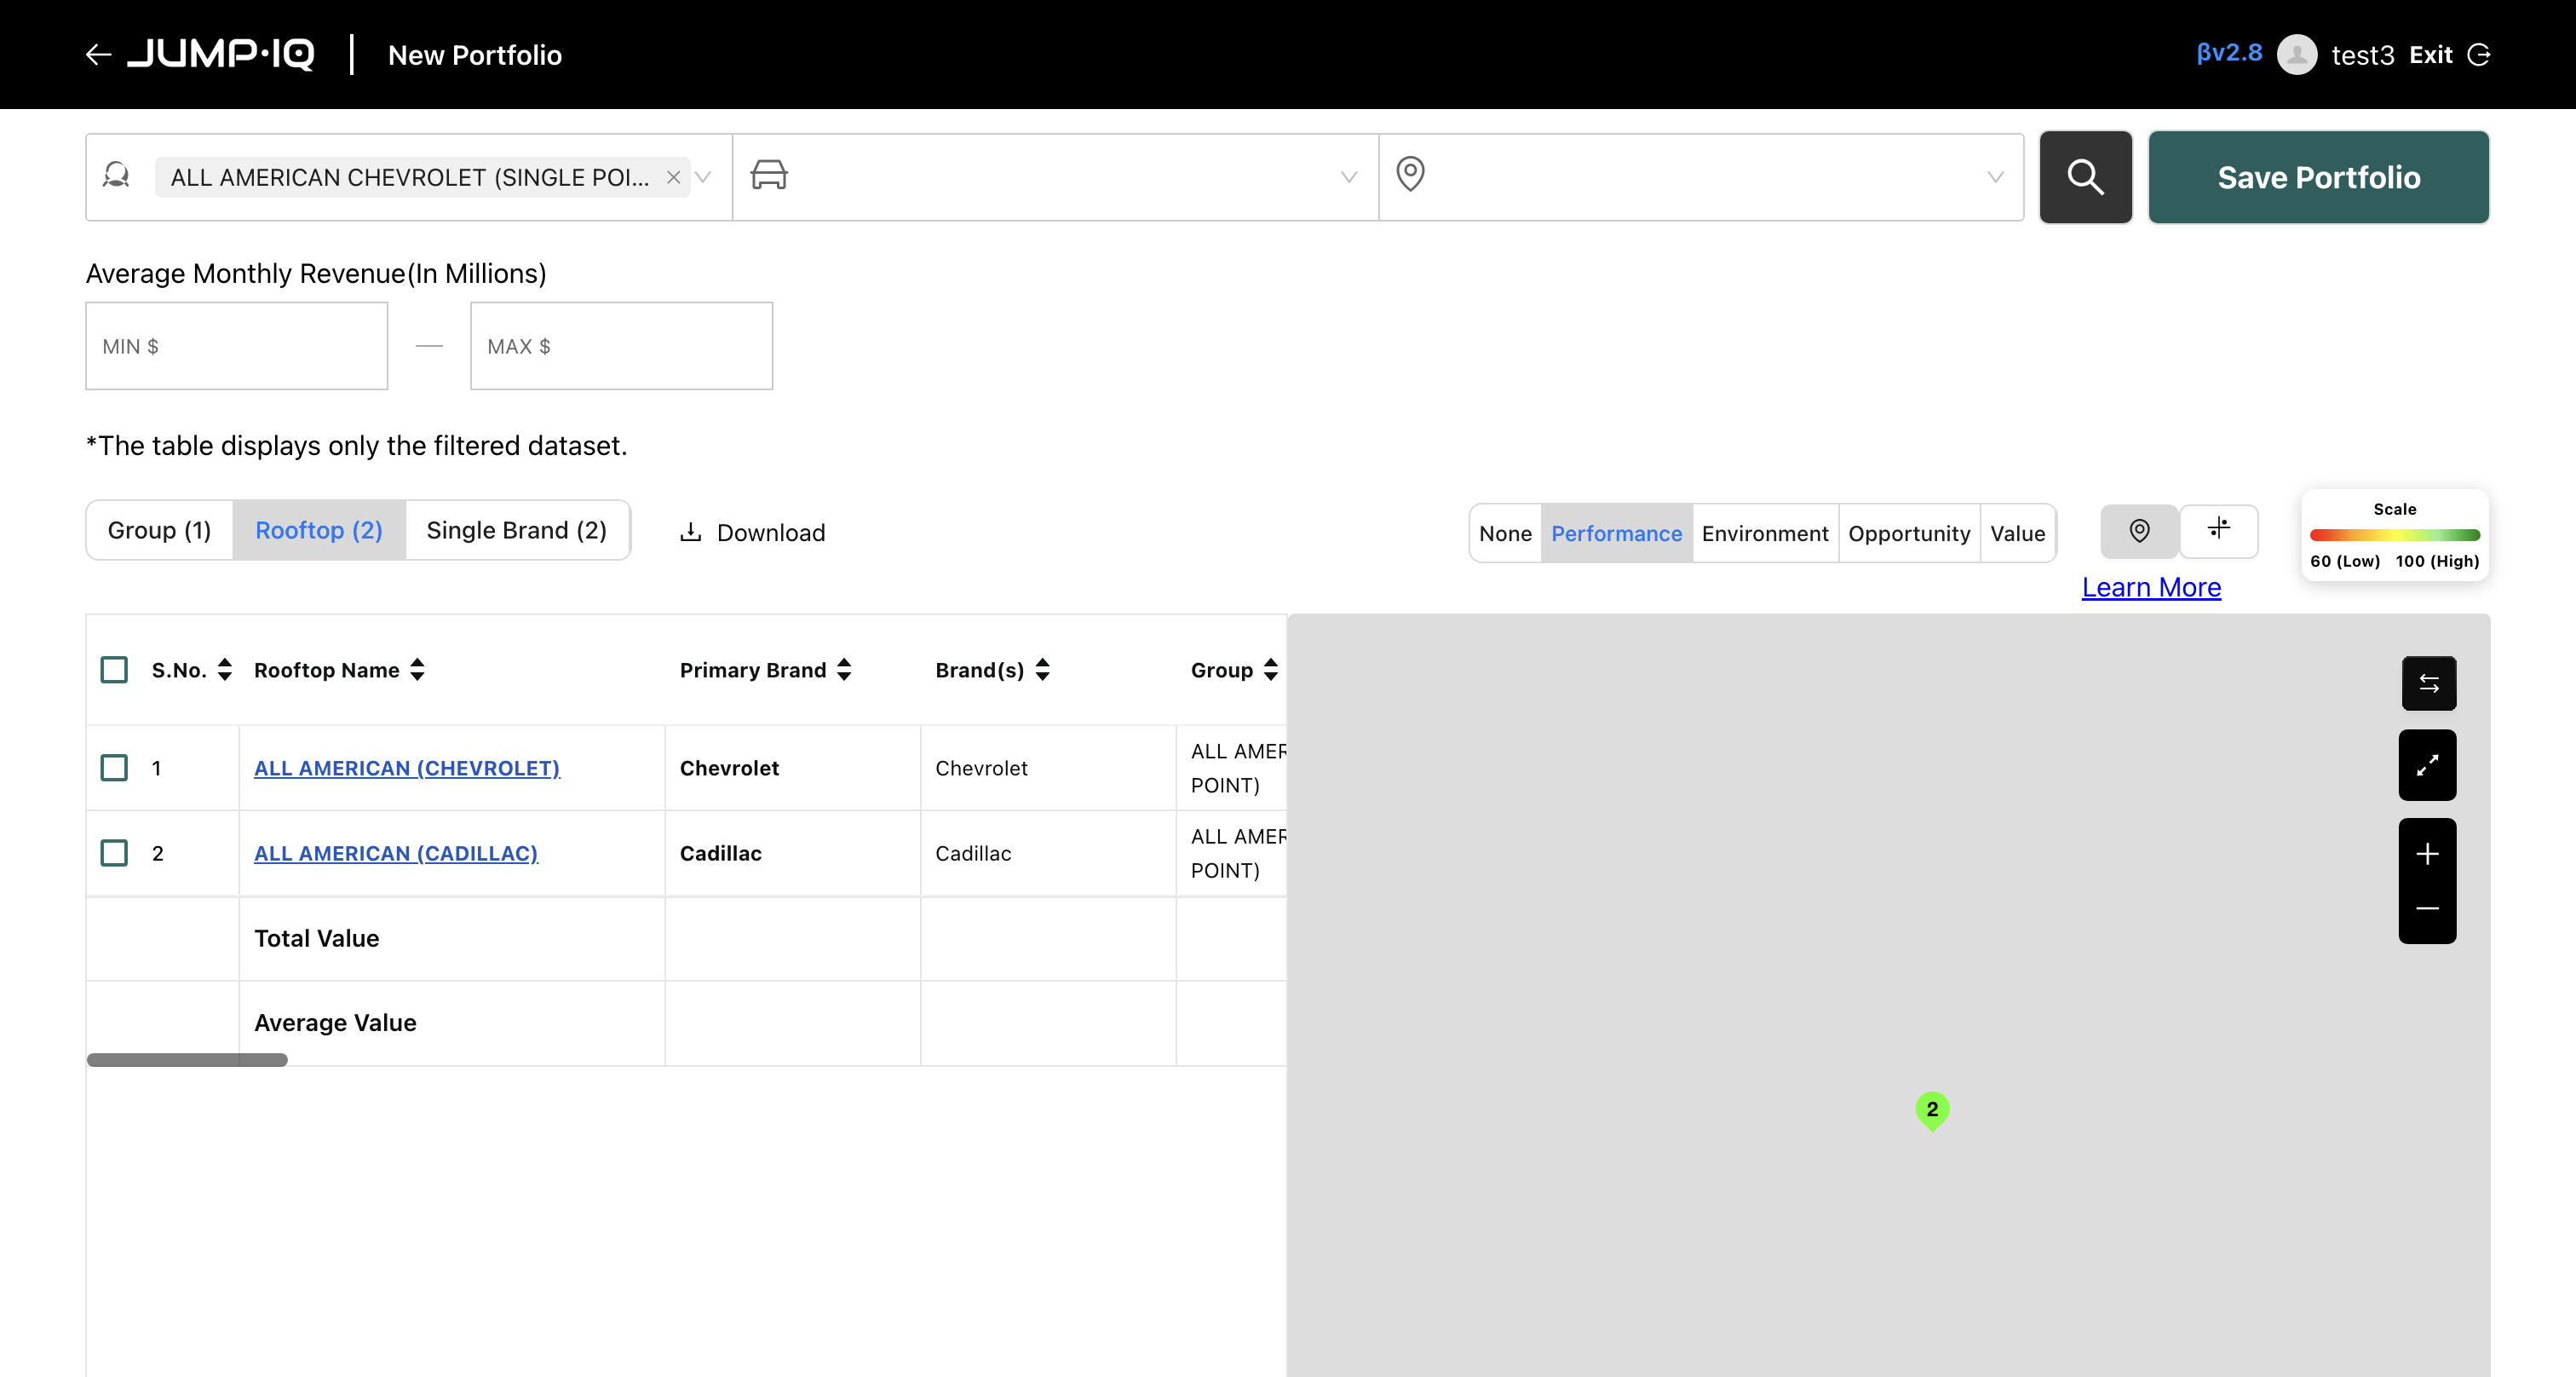 JUMP·IQ New Portfolio βv2.8 test3 Exit
ALL AMERICAN CHEVROLET (SINGLE POI... Save Portfolio
Average Monthly Revenue(In Millions)
MIN $ — MAX $
*The table displays only the filtered dataset.
Group (1) Rooftop (2) Single Brand (2) Download None Performance Environment Opportunity Value
Scale
60 (Low) 100 (High)
Learn More
S.No. Rooftop Name Primary Brand Brand(s) Group
1 ALL AMERICAN (CHEVROLET) Chevrolet Chevrolet ALL AMER
POINT)
2 ALL AMERICAN (CADILLAC) Cadillac Cadillac ALL AMER
POINT)
Total Value
Average Value
2